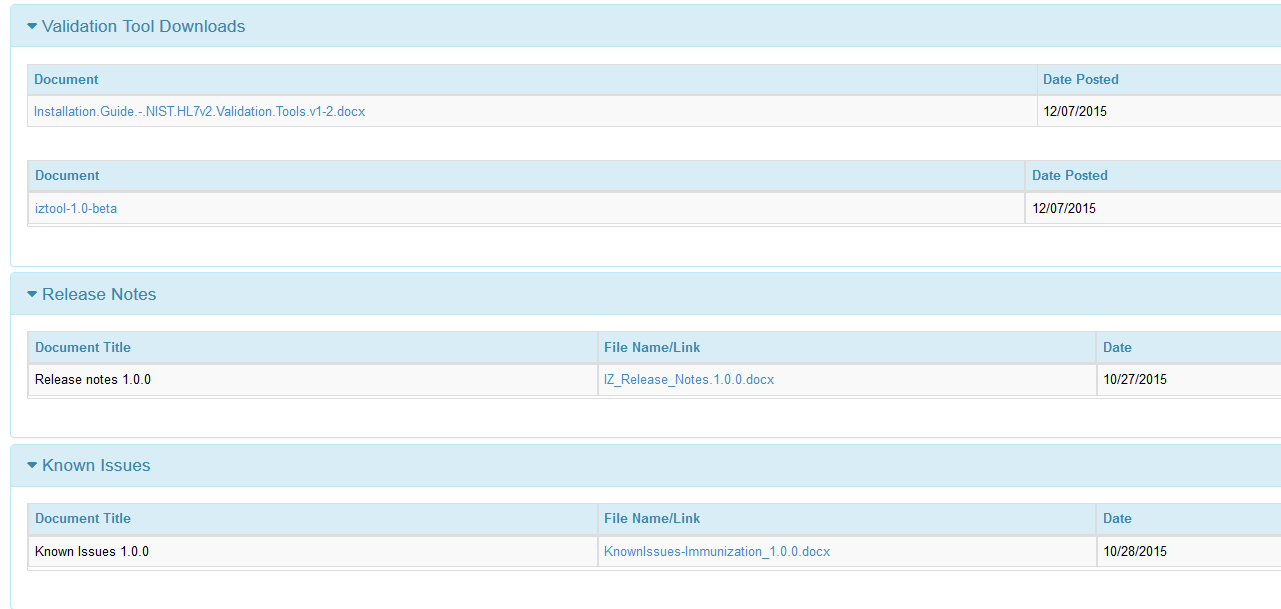 Validation Tool Downloads
Document Date Posted
Installation.Guide.-.NIST.HL7v2.Validation.Tools.v1-2.docx 12/07/2015
Document Date Posted
iztool-1.0-beta 12/07/2015
Release Notes
Document Title File Name/Link Date
Release notes 1.0.0 IZ_Release_Notes.1.0.0.docx 10/27/2015
Known Issues
Document Title File Name/Link Date
Known Issues 1.0.0 KnownIssues-Immunization_1.0.0.docx 10/28/2015